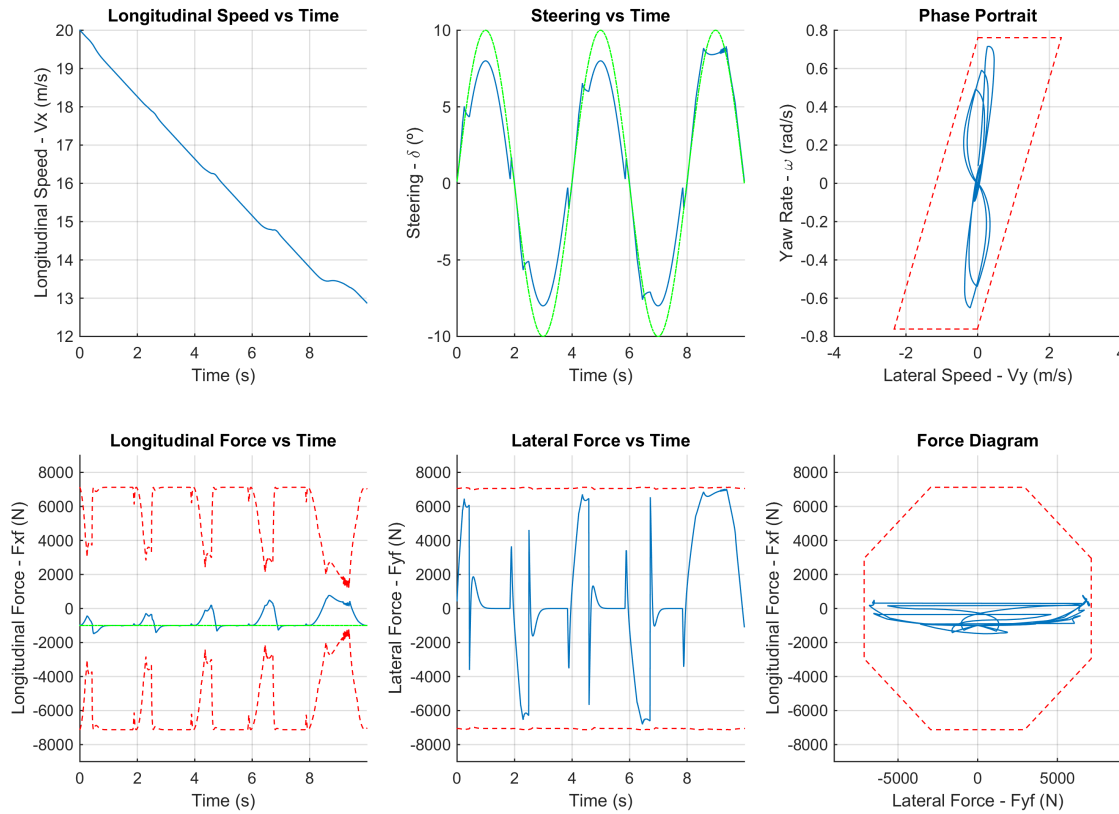 Longitudinal Speed vs Time
20
19
18
17
16
15
14
13
12
Longitudinal Speed - Vx (m/s)
0 2 4 6 8
Time (s)
Steering vs Time
10
5
0
-5
-10
Steering - δ (º)
0 2 4 6 8
Time (s)
Phase Portrait
0.8
0.6
0.4
0.2
0
-0.2
-0.4
-0.6
-0.8
Yaw Rate - ω (rad/s)
-4 -2 0 2 4
Lateral Speed - Vy (m/s)
Longitudinal Force vs Time
8000
6000
4000
2000
0
-2000
-4000
-6000
-8000
Longitudinal Force - Fxf (N)
0 2 4 6 8
Time (s)
Lateral Force vs Time
8000
6000
4000
2000
0
-2000
-4000
-6000
-8000
Lateral Force - Fyf (N)
0 2 4 6 8
Time (s)
Force Diagram
8000
6000
4000
2000
0
-2000
-4000
-6000
-8000
Longitudinal Force - Fxf (N)
-5000 0 5000
Lateral Force - Fyf (N)